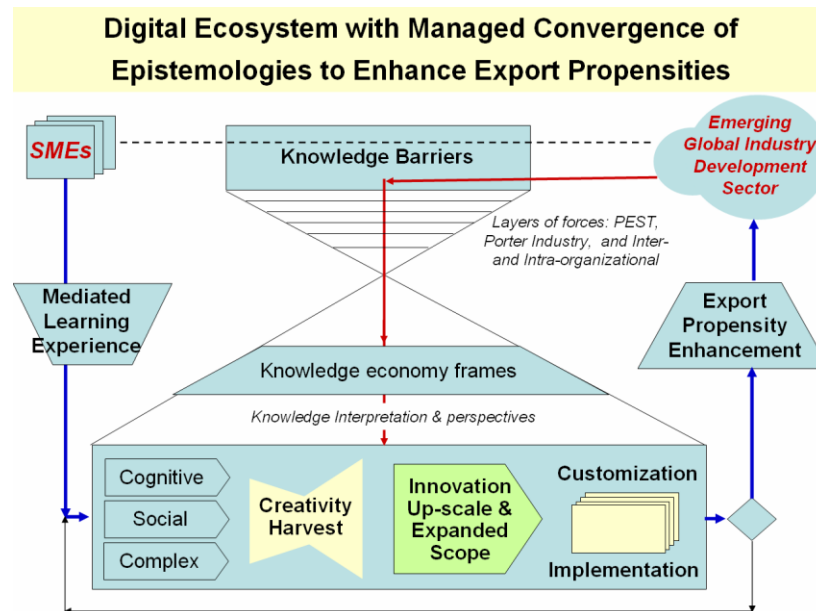 Digital Ecosystem with Managed Convergence of
Epistemologies to Enhance Export Propensities
SMEs
Knowledge Barriers
Emerging
Global Industry
Development
Sector
Layers of forces: PEST,
Porter Industry, and Inter-
and Intra-organizational
Mediated
Learning
Experience
Export
Propensity
Enhancement
Knowledge economy frames
Knowledge Interpretation & perspectives
Cognitive
Social
Complex
Creativity
Harvest
Innovation
Up-scale &
Expanded
Scope
Customization
Implementation